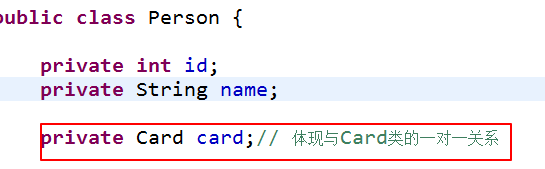 public class Person {
private int id;
private String name;
private Card card;// 体现与Card类的一对一关系